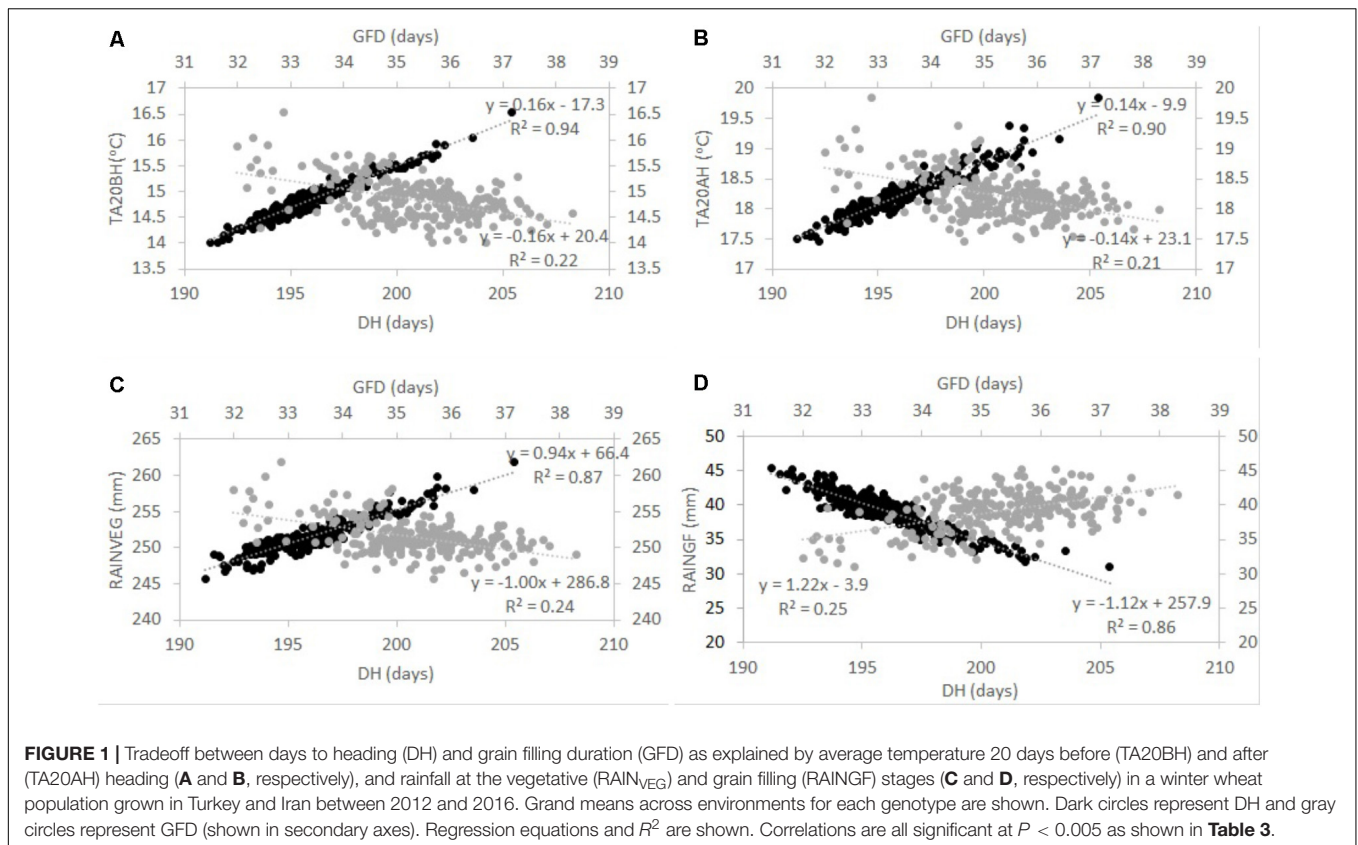 A
GFD (days)
31 32 33 34 35 36 37 38 39
17 17
16.5 16.5
16 16
15.5 15.5
15 15
14.5 14.5
14 14
13.5 13.5
TA20BH(°C)
y = 0.16x - 17.3
R² = 0.94
y = -0.16x + 20.4
R² = 0.22
190 195 200 205 210
DH (days)
B
GFD (days)
31 32 33 34 35 36 37 38 39
20 20
19.5 19.5
19 19
18.5 18.5
18 18
17.5 17.5
17 17
TA20AH (°C)
y = 0.14x - 9.9
R² = 0.90
y = -0.14x + 23.1
R² = 0.21
190 195 200 205 210
DH (days)
C
GFD (days)
31 32 33 34 35 36 37 38 39
265 265
260 260
255 255
250 250
245 245
240 240
RAINVEG (mm)
y = 0.94x + 66.4
R² = 0.87
y = -1.00x + 286.8
R² = 0.24
190 195 200 205 210
DH (days)
D
GFD (days)
31 32 33 34 35 36 37 38 39
50 50
45 45
40 40
35 35
30 30
25 25
20 20
RAINGF (mm)
y = 1.22x - 3.9
R² = 0.25
y = -1.12x + 257.9
R² = 0.86
190 195 200 205 210
DH (days)
FIGURE 1 | Tradeoff between days to heading (DH) and grain filling duration (GFD) as explained by average temperature 20 days before (TA20BH) and after
(TA20AH) heading (A and B, respectively), and rainfall at the vegetative (RAINVEG) and grain filling (RAINGF) stages (C and D, respectively) in a winter wheat
population grown in Turkey and Iran between 2012 and 2016. Grand means across environments for each genotype are shown. Dark circles represent DH and gray
circles represent GFD (shown in secondary axes). Regression equations and R² are shown. Correlations are all significant at P < 0.005 as shown in Table 3.